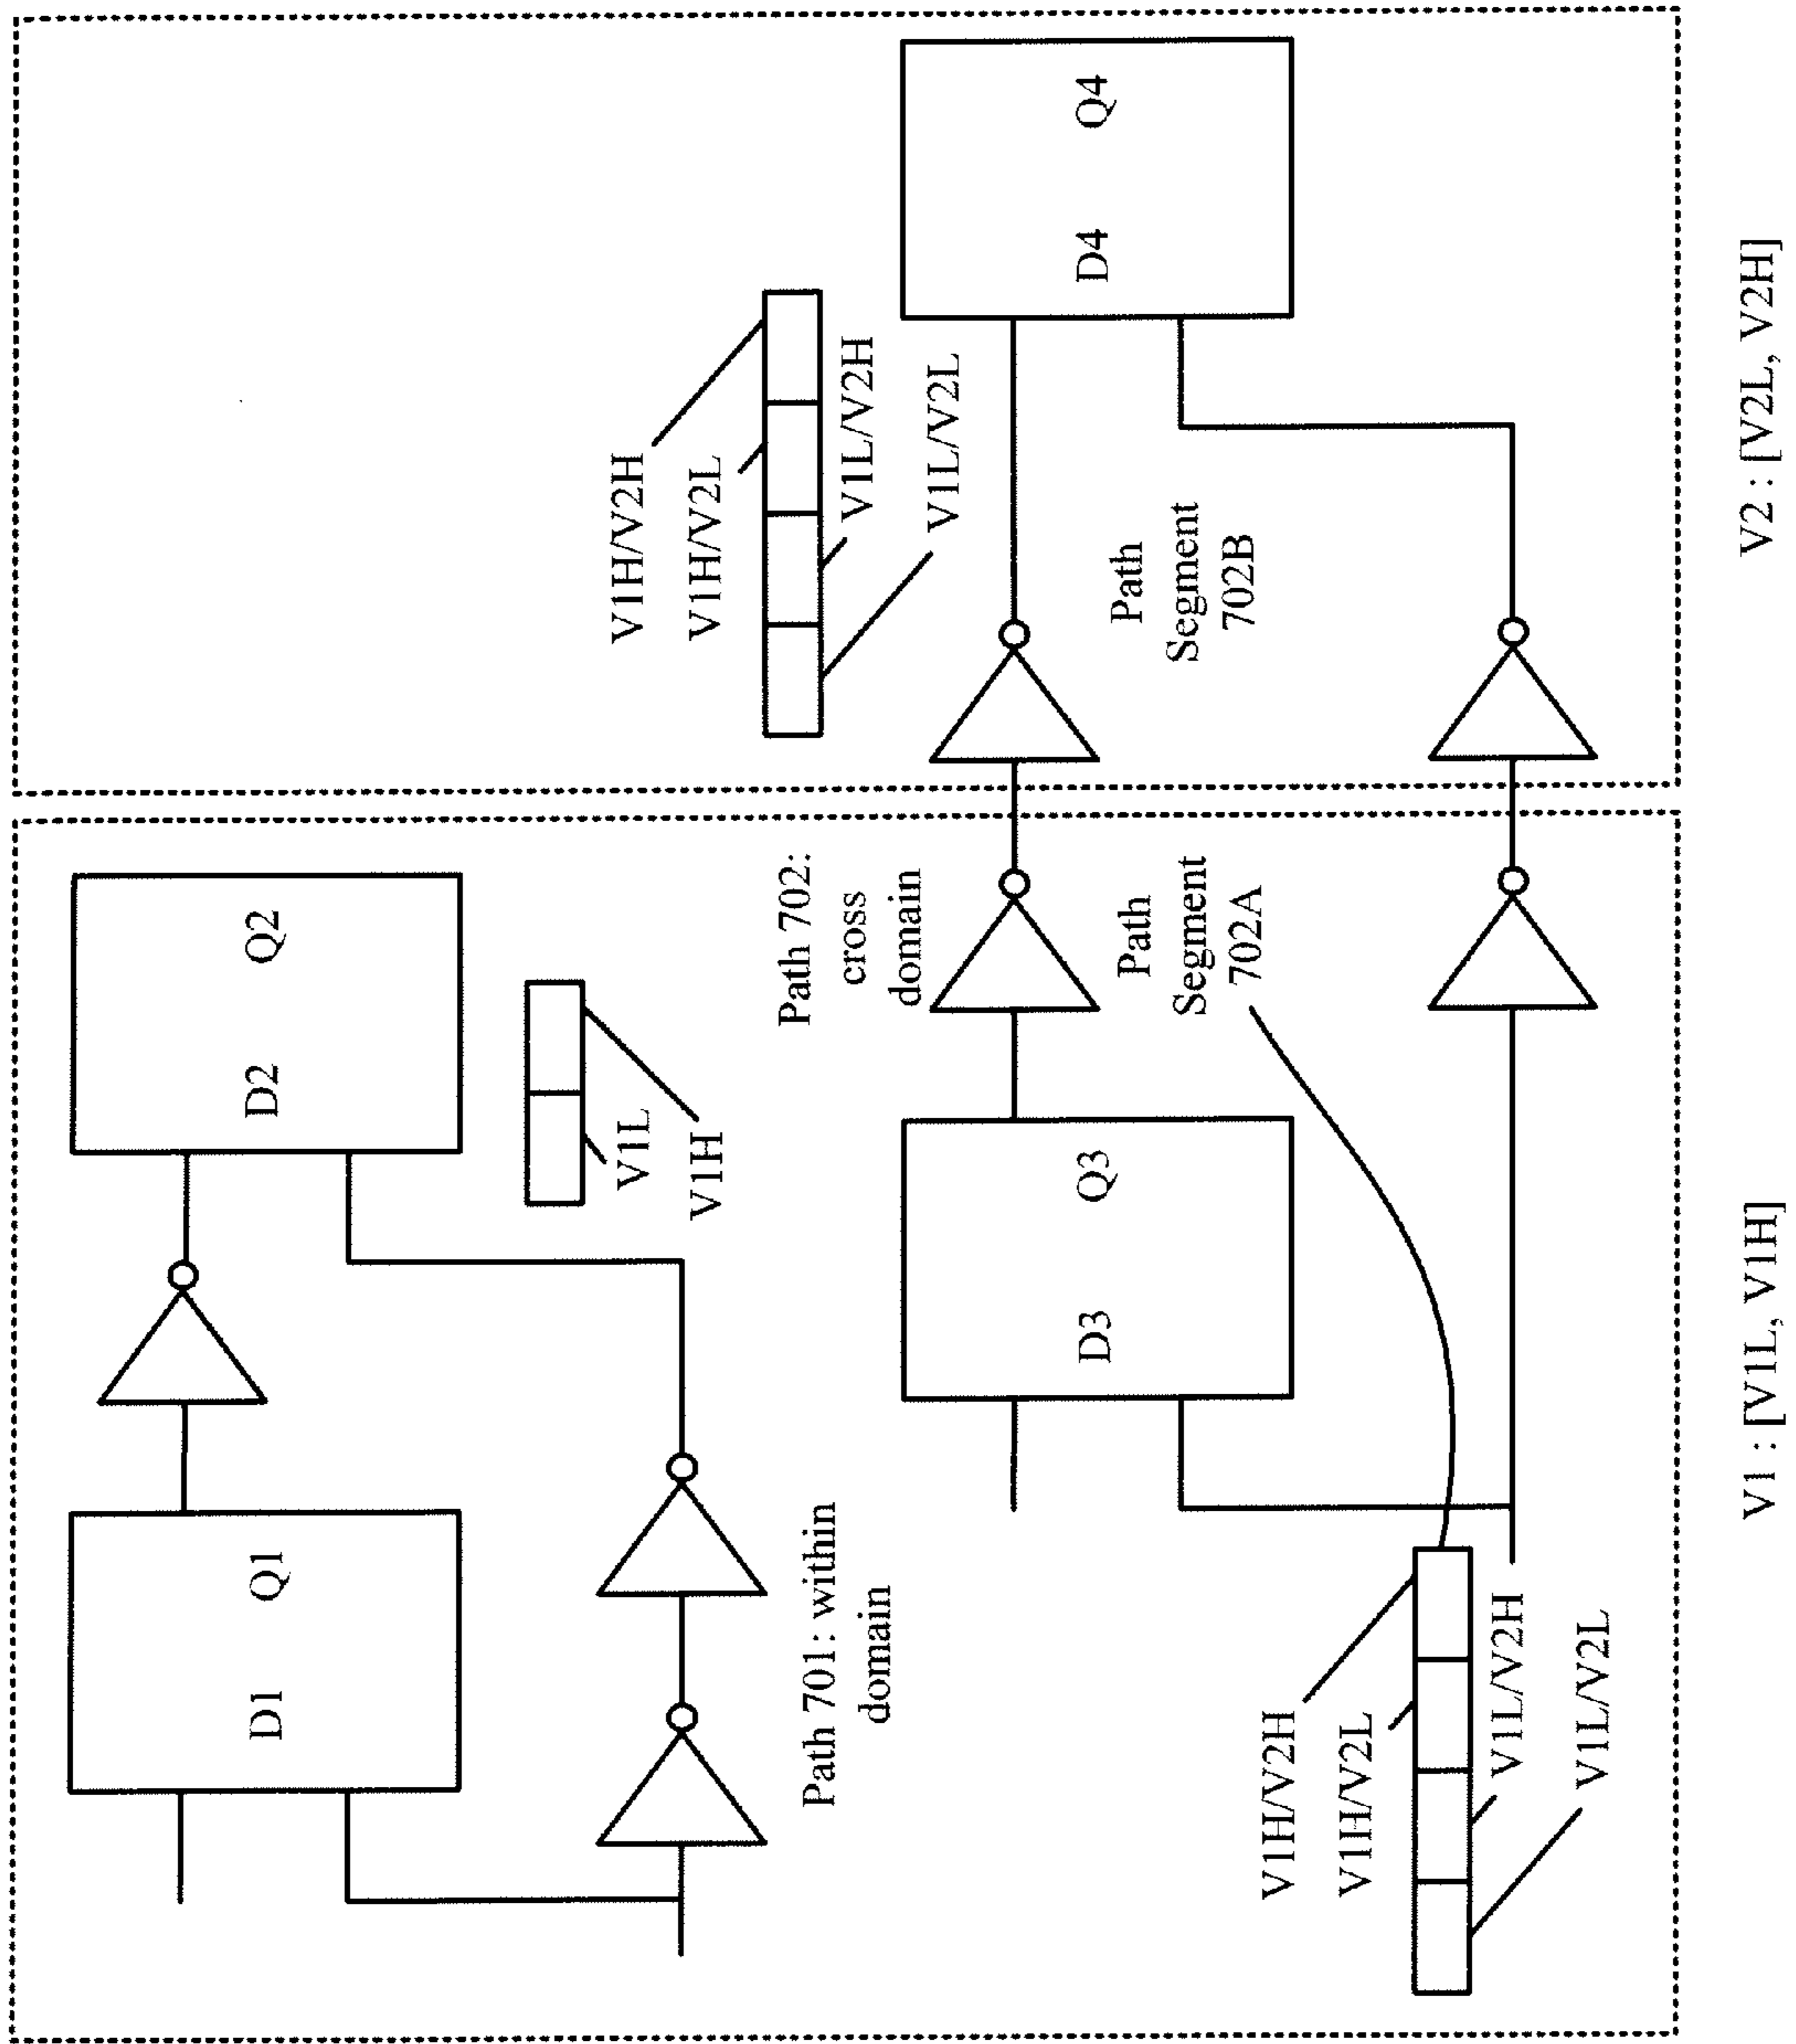 D1 Q1
D2 Q2
V1L
V1H
Path 701: within
domain
Path 702:
cross
domain
V1H/V2H
V1H/V2L
V1L/V2H
V1L/V2L
D3 Q3
D4 Q4
Path
Segment
702A
Path
Segment
702B
V1H/V2H
V1H/V2L
V1L/V2H
V1L/V2L
V1 : [V1L, V1H]
V2 : [V2L, V2H]